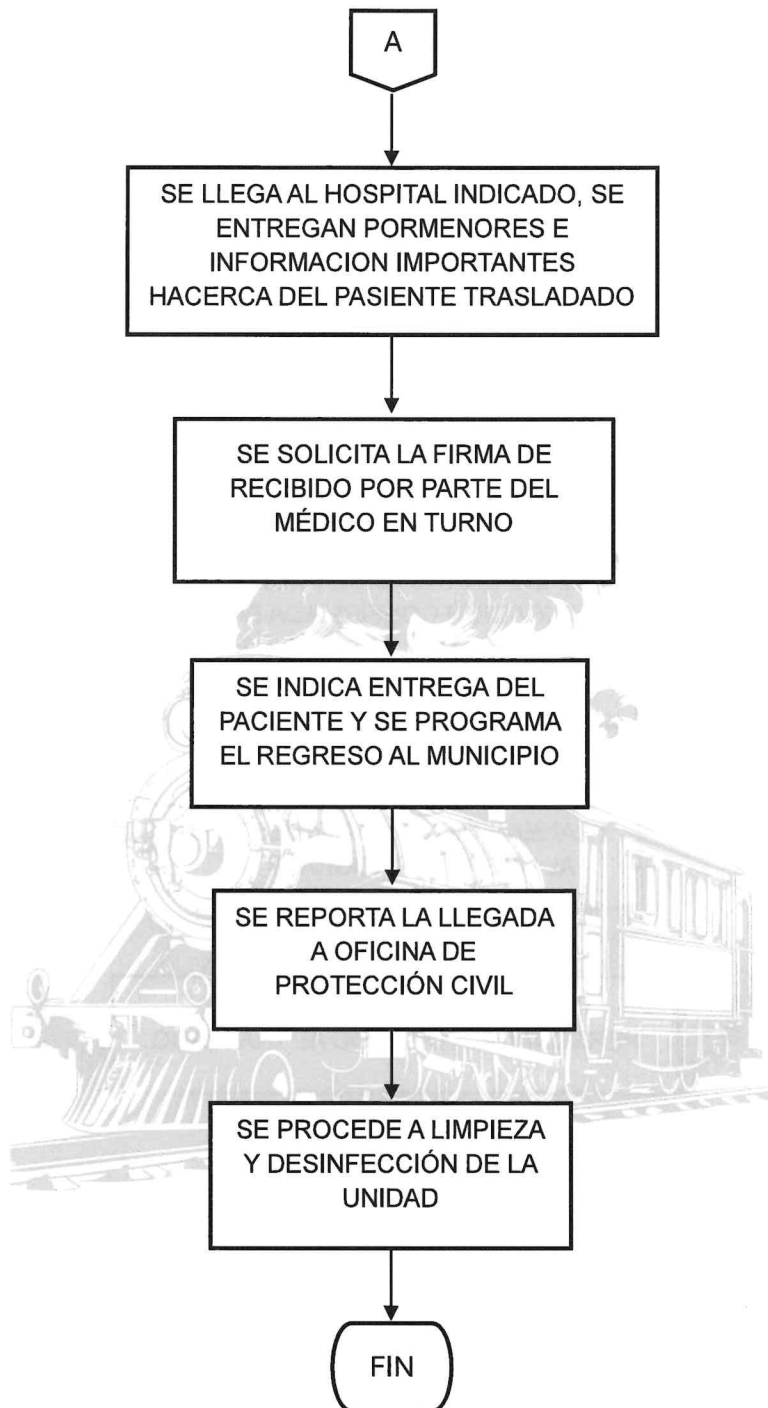 A
SE LLEGA AL HOSPITAL INDICADO, SE
ENTREGAN PORMENORES E
INFORMACION IMPORTANTES
HACERCA DEL PASIENTE TRASLADADO
SE SOLICITA LA FIRMA DE
RECIBIDO POR PARTE DEL
MÉDICO EN TURNO
SE INDICA ENTREGA DEL
PACIENTE Y SE PROGRAMA
EL REGRESO AL MUNICIPIO
SE REPORTA LA LLEGADA
A OFICINA DE
PROTECCIÓN CIVIL
SE PROCEDE A LIMPIEZA
Y DESINFECCIÓN DE LA
UNIDAD
FIN